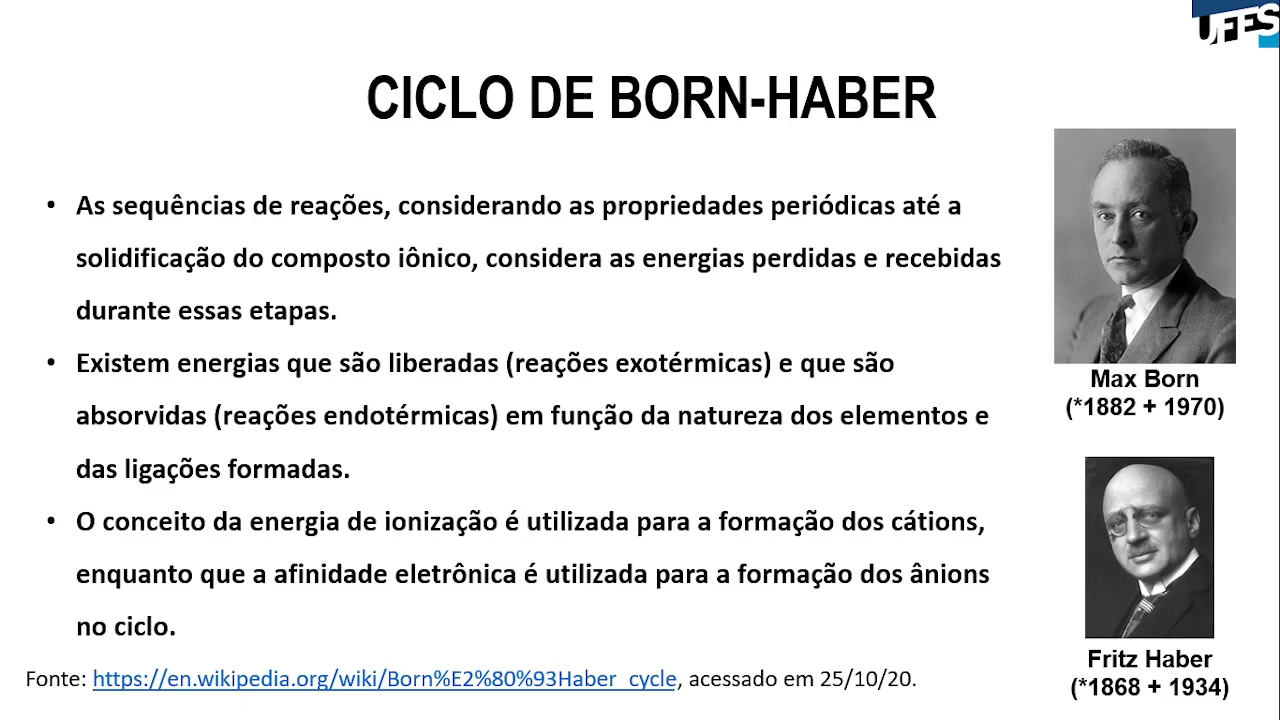 UFES
CICLO DE BORN-HABER
• As sequências de reações, considerando as propriedades periódicas até a
solidificação do composto iônico, considera as energias perdidas e recebidas
durante essas etapas.
• Existem energias que são liberadas (reações exotérmicas) e que são
absorvidas (reações endotérmicas) em função da natureza dos elementos e
das ligações formadas.
• O conceito da energia de ionização é utilizada para a formação dos cátions,
enquanto que a afinidade eletrônica é utilizada para a formação dos ânions
no ciclo.
Fonte: https://en.wikipedia.org/wiki/Born%E2%80%93Haber_cycle, acessado em 25/10/20.
Max Born
(*1882 + 1970)
Fritz Haber
(*1868 + 1934)